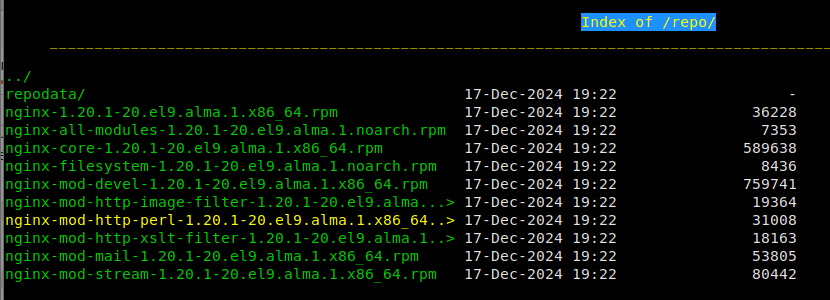 Index of /repo/
../
repodata/ 17-Dec-2024 19:22 -
nginx-1.20.1-20.el9.alma.1.x86_64.rpm 17-Dec-2024 19:22 36228
nginx-all-modules-1.20.1-20.el9.alma.1.noarch.rpm 17-Dec-2024 19:22 7353
nginx-core-1.20.1-20.el9.alma.1.x86_64.rpm 17-Dec-2024 19:22 589638
nginx-filesystem-1.20.1-20.el9.alma.1.noarch.rpm 17-Dec-2024 19:22 8436
nginx-mod-devel-1.20.1-20.el9.alma.1.x86_64.rpm 17-Dec-2024 19:22 759741
nginx-mod-http-image-filter-1.20.1-20.el9.alma...> 17-Dec-2024 19:22 19364
nginx-mod-http-perl-1.20.1-20.el9.alma.1.x86_64..> 17-Dec-2024 19:22 31008
nginx-mod-http-xslt-filter-1.20.1-20.el9.alma.1..> 17-Dec-2024 19:22 18163
nginx-mod-mail-1.20.1-20.el9.alma.1.x86_64.rpm 17-Dec-2024 19:22 53805
nginx-mod-stream-1.20.1-20.el9.alma.1.x86_64.rpm 17-Dec-2024 19:22 80442